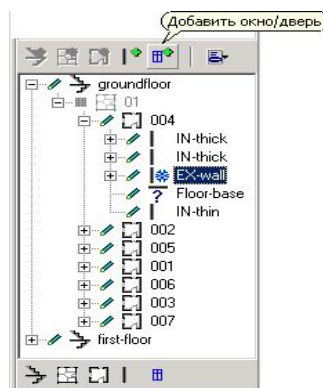 Добавить окно/дверь
groundfloor
01
004
IN-thick
IN-thick
EX-wall
Floor-base
IN-thin
002
005
001
006
003
007
first-floor